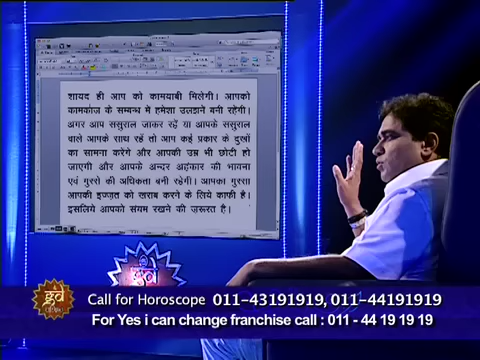 शायद ही आप को कामयाबी मिलेगी। आपको
कामकाज के सम्बन्ध में हमेशा उलझने बनी रहेंगी।
अगर आप ससुराल जाकर रहें या आपके ससुराल
वाले आपके साथ रहें तो आप कई प्रकार के दुखों
का सामना करेगें और आपकी उम्र भी छोटी हो
जाएगी और आपके अन्दर अहंकार की भावना
एवं गुस्से की अधिकता बनी रहेगी। आपका गुस्सा
आपकी इज्ज़त को खराब करने के लिये काफी है।
इसलिये आपको संगम रखने की ज़रूरत है।
Call for Horoscope 011-43191919, 011-44191919
For Yes i can change franchise call : 011 - 44 19 19 19